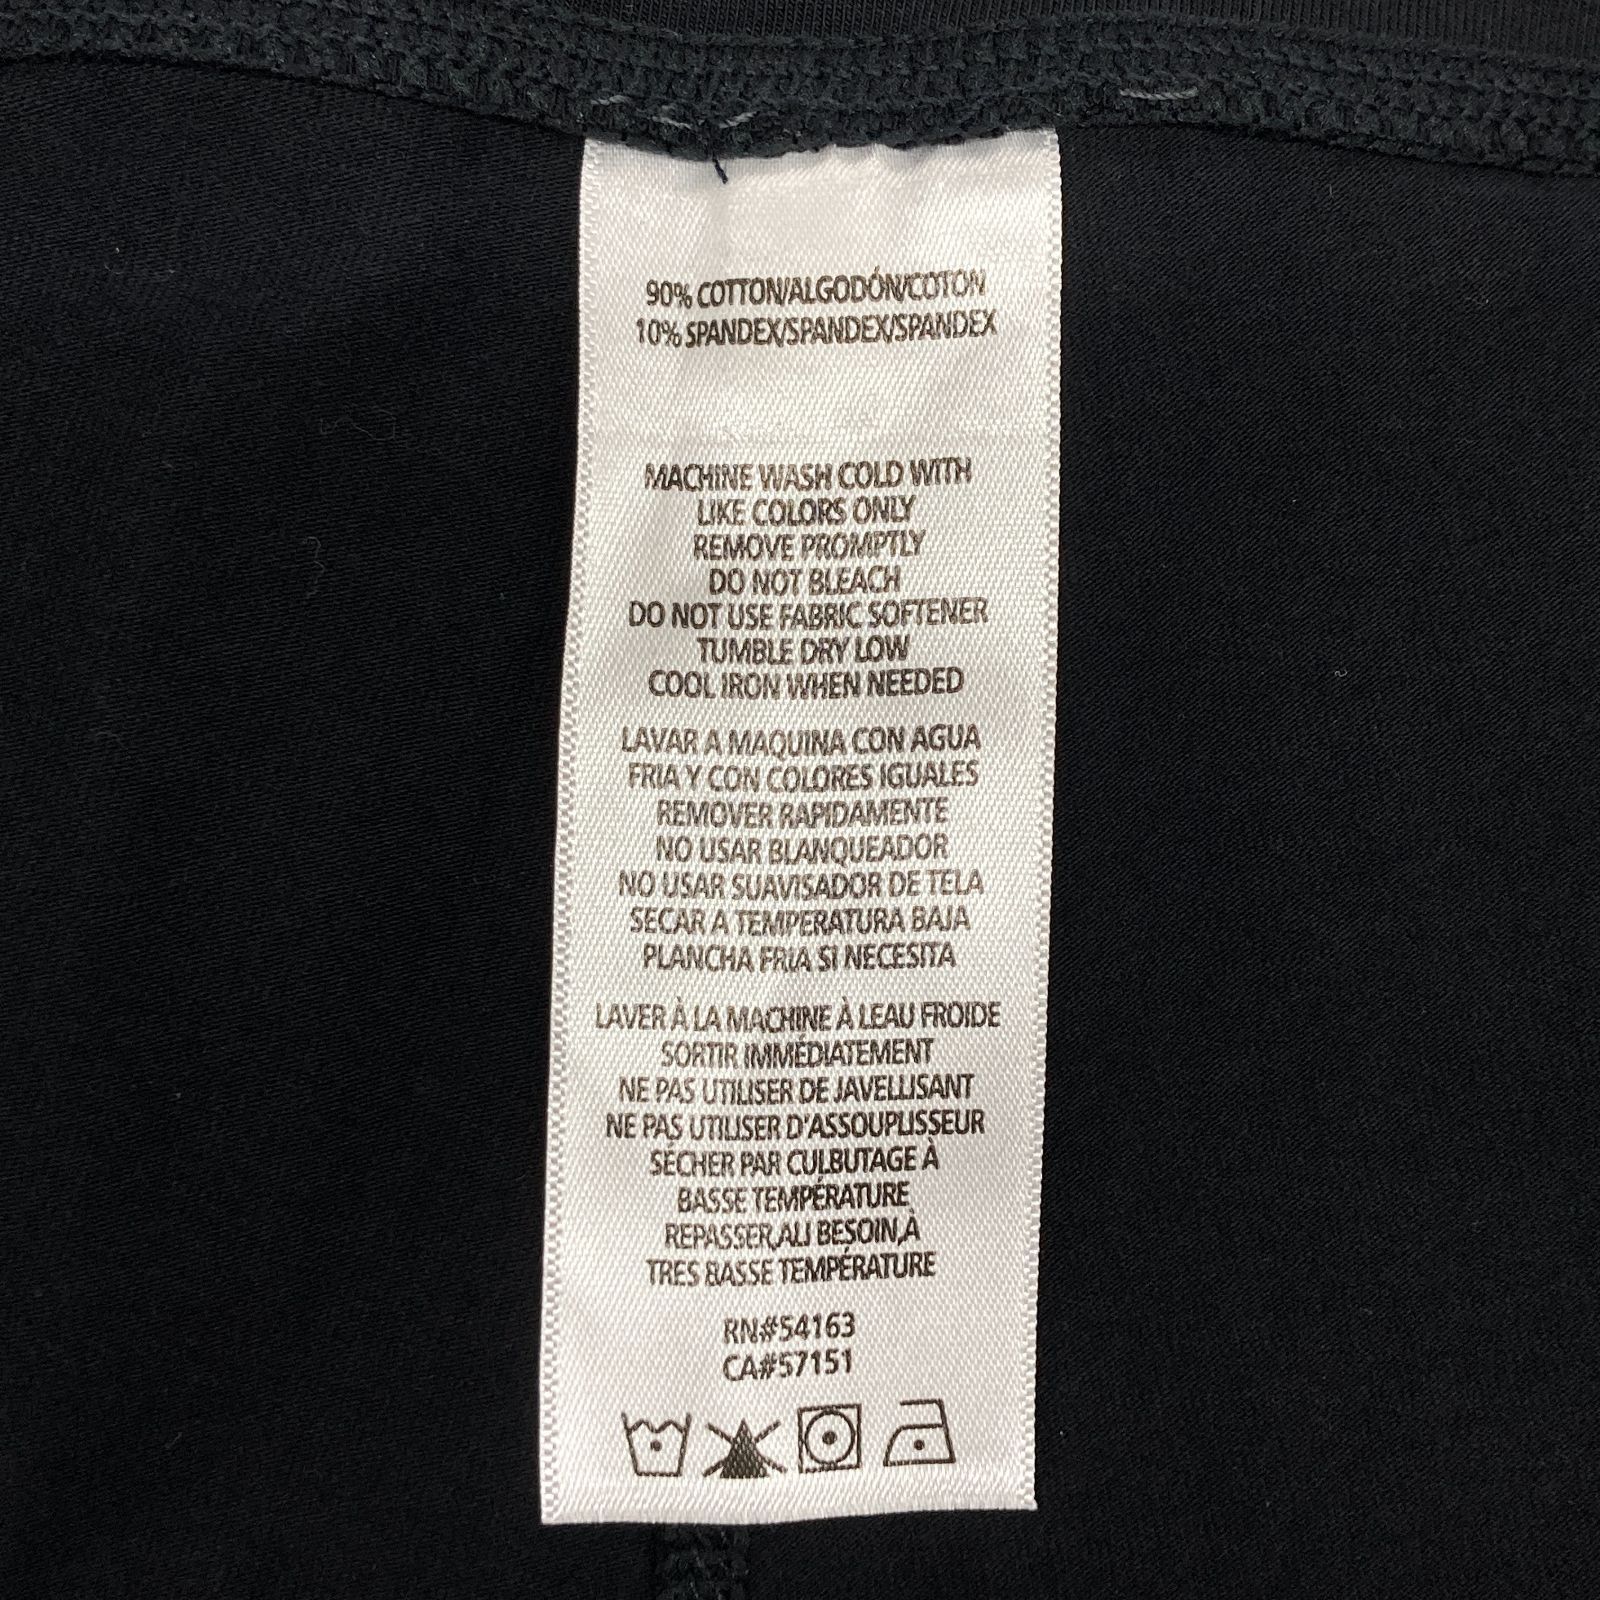 90% COTTON/ALGODÓN/COTON
10% SPANDEX/SPANDEX/SPANDEX
MACHINE WASH COLD WITH
LIKE COLORS ONLY
REMOVE PROMPTLY
DO NOT BLEACH
DO NOT USE FABRIC SOFTENER
TUMBLE DRY LOW
COOL IRON WHEN NEEDED
LAVAR A MAQUINA CON AGUA
FRIA Y CON COLORES IGUALES
REMOVER RAPIDAMENTE
NO USAR BLANQUEADOR
NO USAR SUAVISADOR DE TELA
SECAR A TEMPERATURA BAJA
PLANCHA FRIA SI NECESITA
LAVER À LA MACHINE À LEAU FROIDE
SORTIR IMMÉDIATEMENT
NE PAS UTILISER DE JAVELLISANT
NE PAS UTILISER D'ASSOUPLISSEUR
SÉCHER PAR CULBUTAGE À
BASSE TEMPÉRATURE
REPASSER,AU BESOIN,À
TRES BASSE TEMPÉRATURE
RN#54163
CA#57151